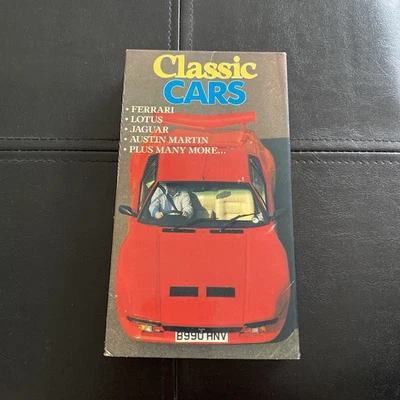 Classic
CARS
• FERRARI
• LOTUS
• JAGUAR
• AUSTIN MARTIN
• PLUS MANY MORE...
B990 HNV